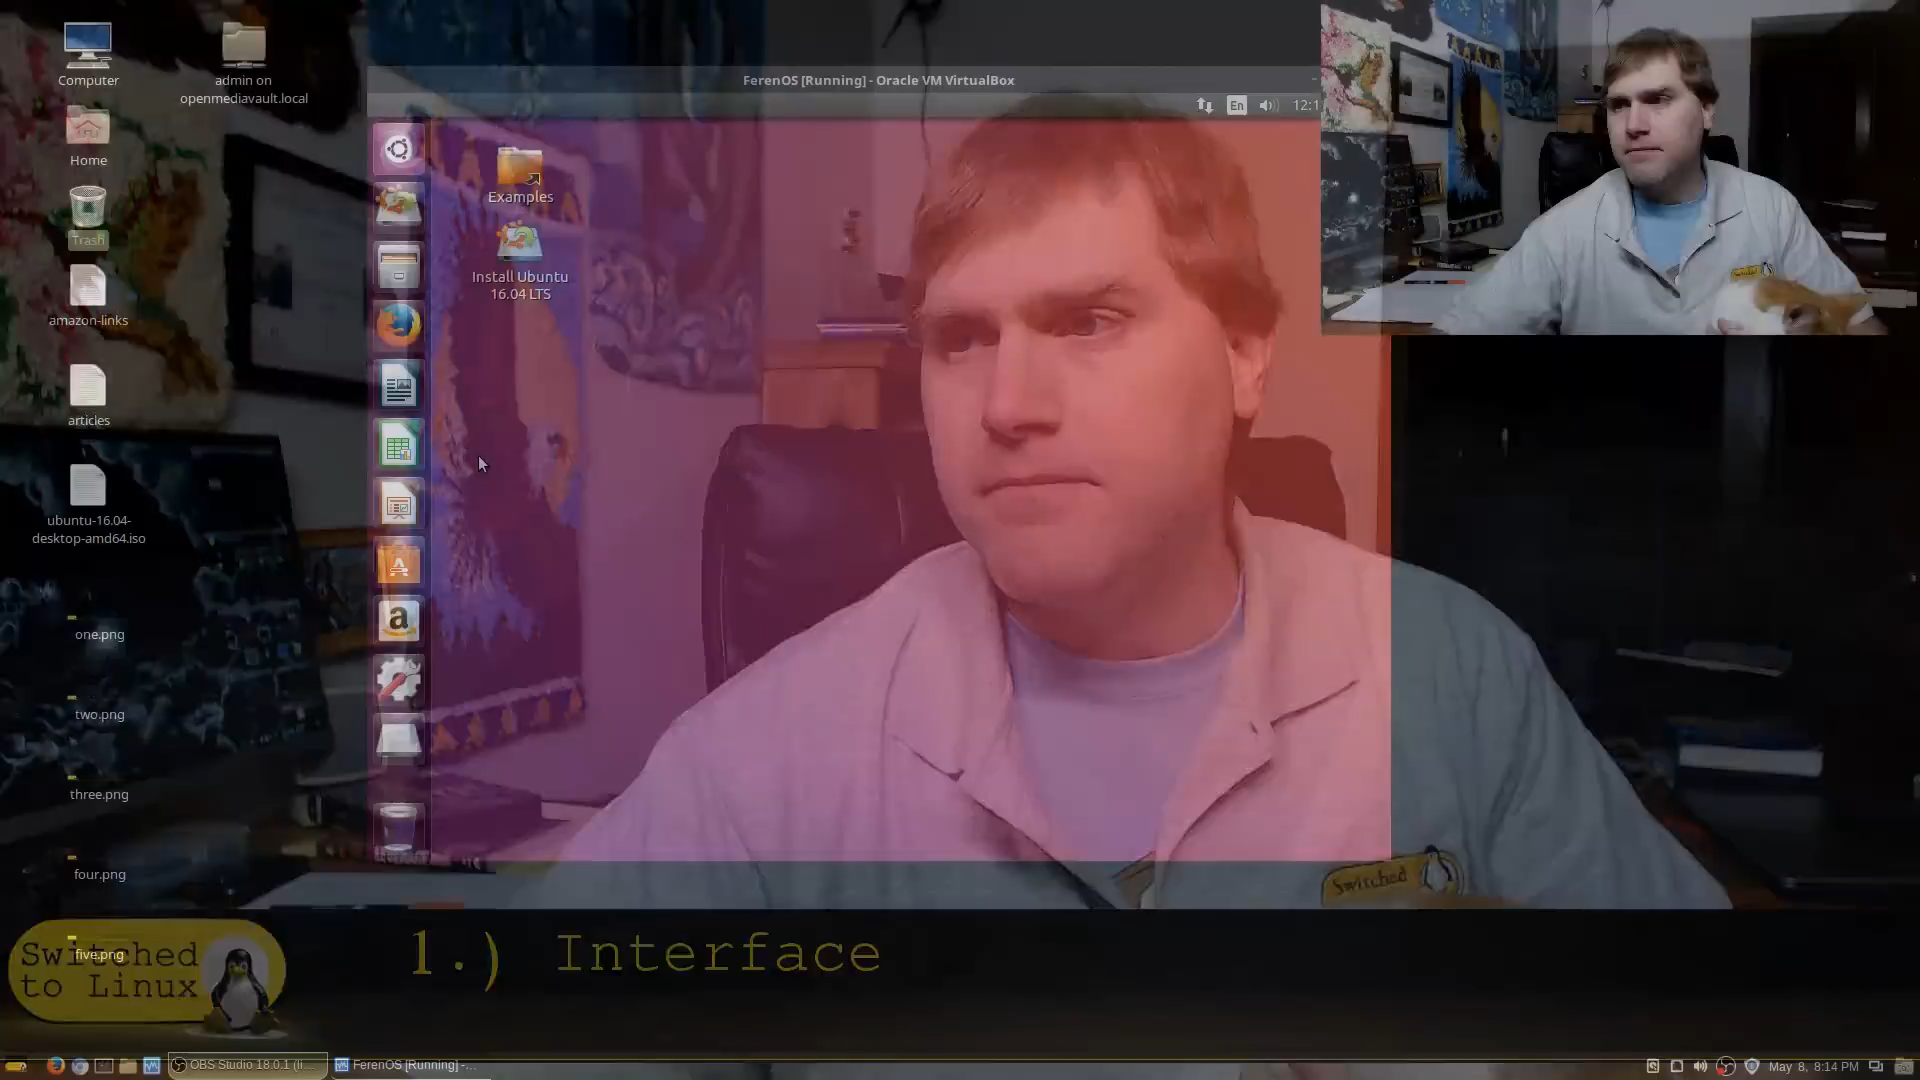 Computer
admin on
openmediavault.local
Home
Trash
amazon-links
articles
ubuntu-16.04-
desktop-amd64.iso
one.png
two.png
three.png
four.png
five.png
FerenOS [Running] - Oracle VM VirtualBox
En
12:1
Examples
Install Ubuntu
16.04 LTS
a
Switched
Switched
to Linux
1.) Interface
OBS Studio 18.0.1 (li...
FerenOS [Running] -...
May 8, 8:14 PM